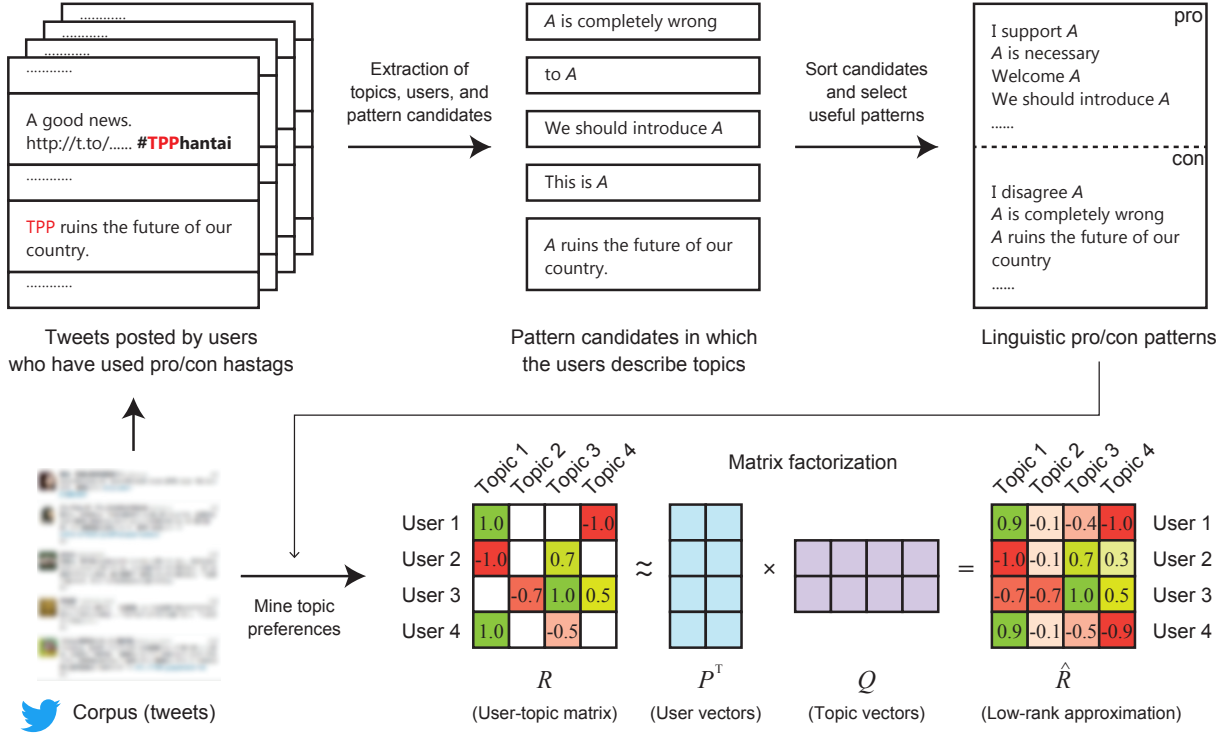 ............
............
............
............
A good news.
http://t.to/...... #TPPhantai
............
TPP ruins the future of our
country.
............
Tweets posted by users
who have used pro/con hastags
Extraction of
topics, users, and
pattern candidates
A is completely wrong
to A
We should introduce A
This is A
A ruins the future of our
country.
Pattern candidates in which
the users describe topics
Sort candidates
and select
useful patterns
pro
I support A
A is necessary
Welcome A
We should introduce A
......
con
I disagree A
A is completely wrong
A ruins the future of our
country
......
Linguistic pro/con patterns
Corpus (tweets)
Mine topic
preferences
Matrix factorization
Topic 1 Topic 2 Topic 3 Topic 4
User 1 1.0 -1.0
User 2 -1.0 0.7
User 3 -0.7 1.0 0.5
User 4 1.0 -0.5
R
(User-topic matrix)
≈
P^T
(User vectors)
×
Q
(Topic vectors)
=
Topic 1 Topic 2 Topic 3 Topic 4
0.9 -0.1 -0.4 -1.0 User 1
-1.0 -0.1 0.7 0.3 User 2
-0.7 -0.7 1.0 0.5 User 3
0.9 -0.1 -0.5 -0.9 User 4
R̂
(Low-rank approximation)